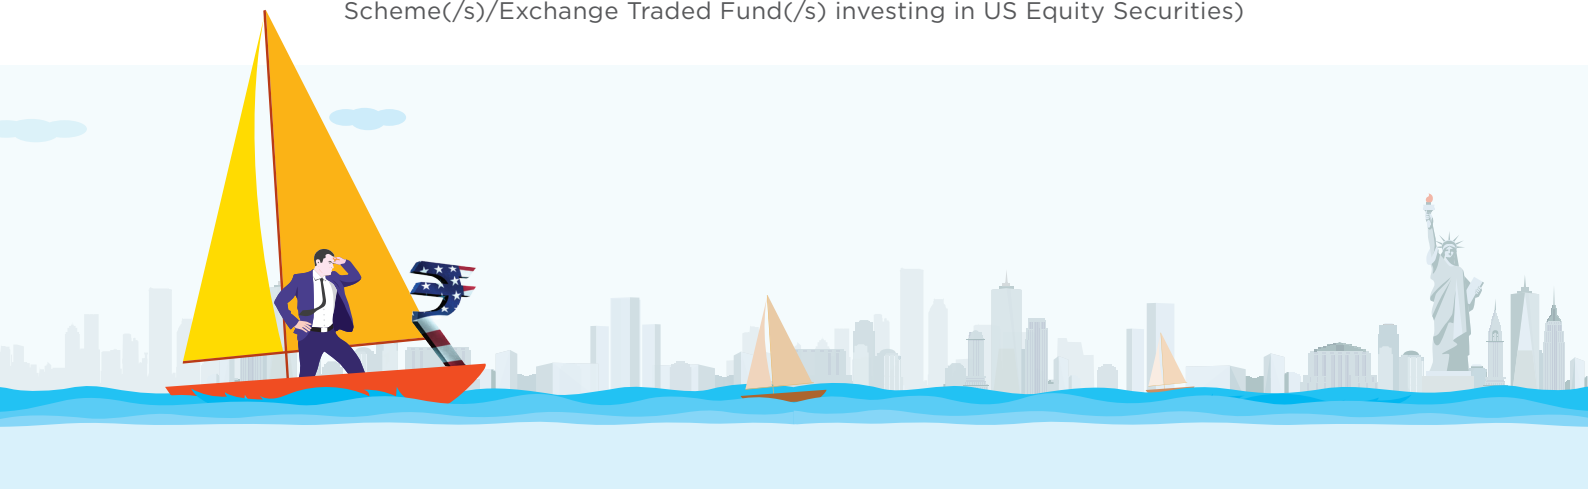 Scheme(/s)/Exchange Traded Fund(/s) investing in US Equity Securities)